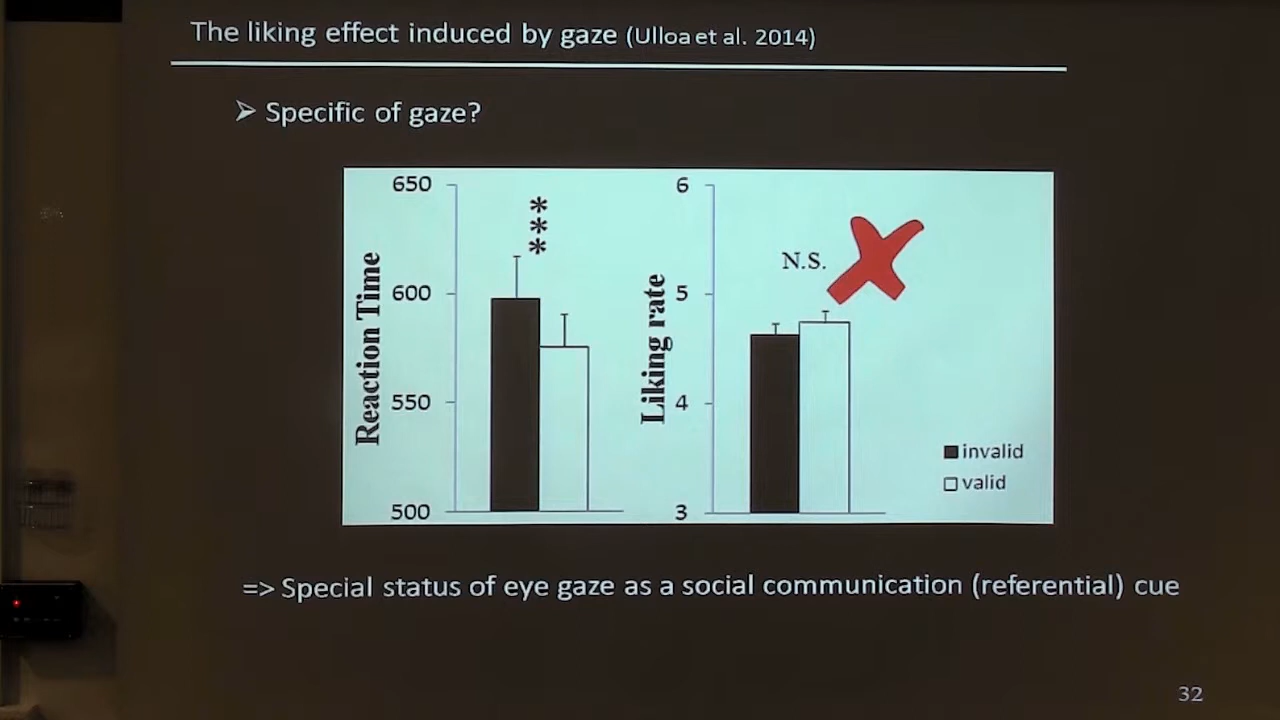 The liking effect induced by gaze (Ulloa et al. 2014)
➢ Specific of gaze?
650
600
550
500
Reaction Time
***
6
5
4
3
Liking rate
N.S.
invalid
valid
=> Special status of eye gaze as a social communication (referential) cue
32